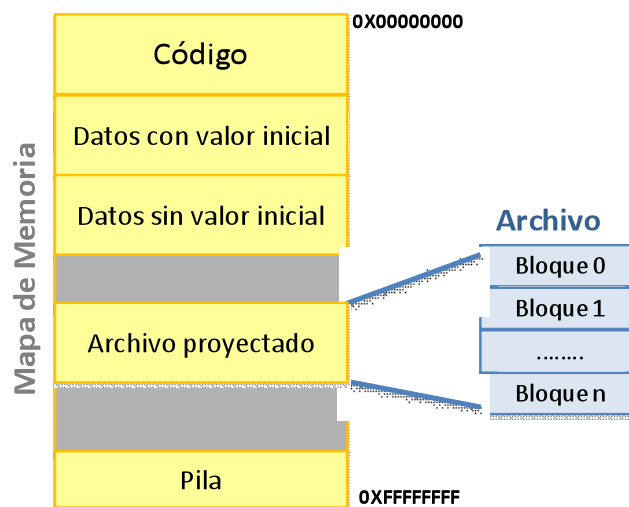 0X00000000
Código
Datos con valor inicial
Datos sin valor inicial
Mapa de Memoria
Archivo
Bloque 0
Bloque 1
........
Bloque n
Archivo proyectado
Pila
0XFFFFFFFF